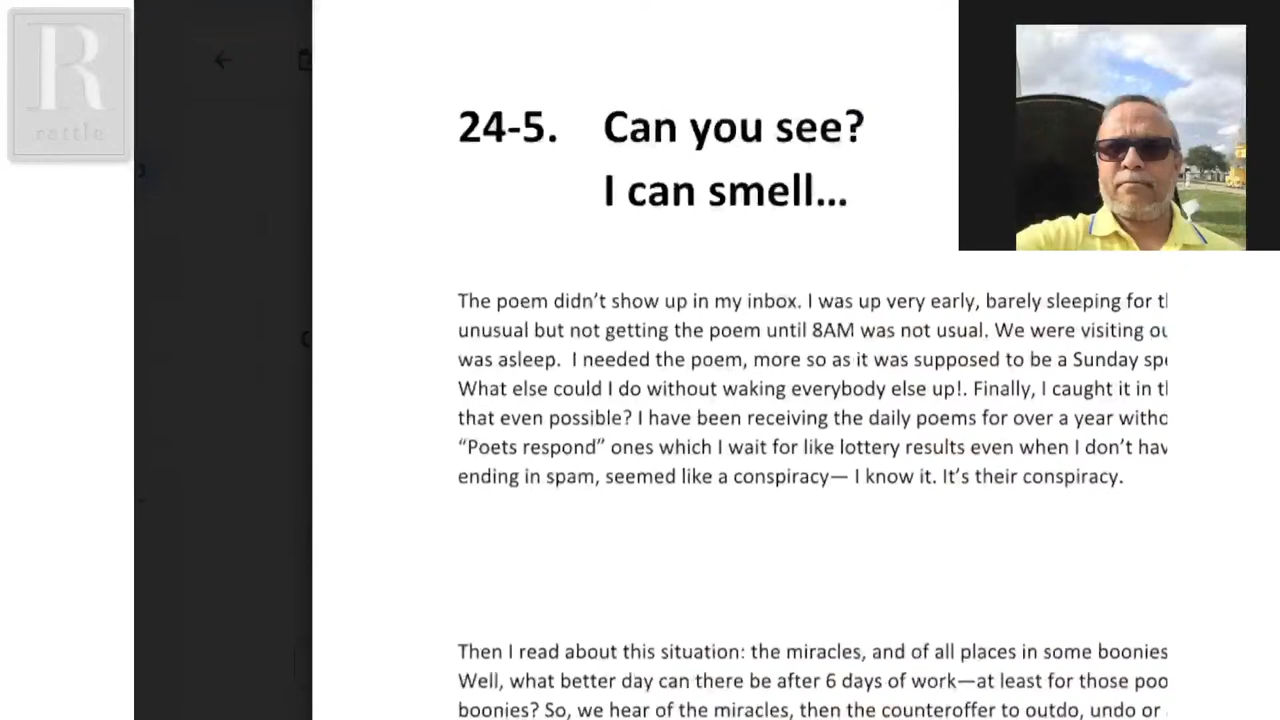 R
rattle
24-5. Can you see?
I can smell...
The poem didn’t show up in my inbox. I was up very early, barely sleeping for
unusual but not getting the poem until 8AM was not usual. We were visiting
was asleep.  I needed the poem, more so as it was supposed to be a Sunday
What else could I do without waking everybody else up!. Finally, I caught it in
that even possible? I have been receiving the daily poems for over a year
“Poets respond” ones which I wait for like lottery results even when I don’t
ending in spam, seemed like a conspiracy— I know it. It’s their conspiracy.
Then I read about this situation: the miracles, and of all places in some boonies
Well, what better day can there be after 6 days of work—at least for those
boonies? So, we hear of the miracles, then the counteroffer to outdo, undo or